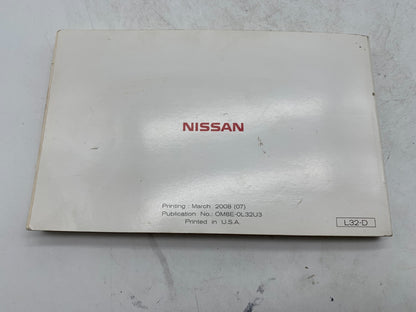 NISSAN
Printing : March 2008 (07)
Publication No.: OM8E-0L32U3
Printed in U.S.A.
L32-D